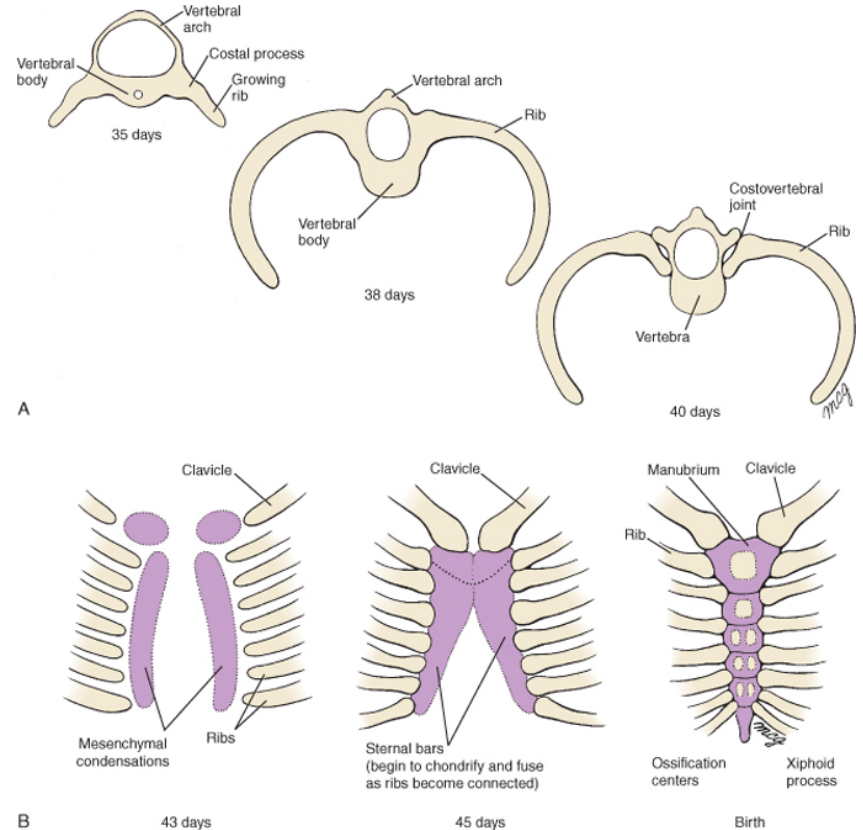 Vertebral
arch
Costal process
Vertebral
body
Growing
rib
35 days
Vertebral arch
Rib
Vertebral
body
38 days
Costovertebral
joint
Rib
Vertebra
40 days
mcg
A
Clavicle
Mesenchymal
condensations
Ribs
43 days
Clavicle
Sternal bars
(begin to chondrify and fuse
as ribs become connected)
45 days
Manubrium
Clavicle
Rib
mcg
Ossification
centers
Xiphoid
process
Birth
B